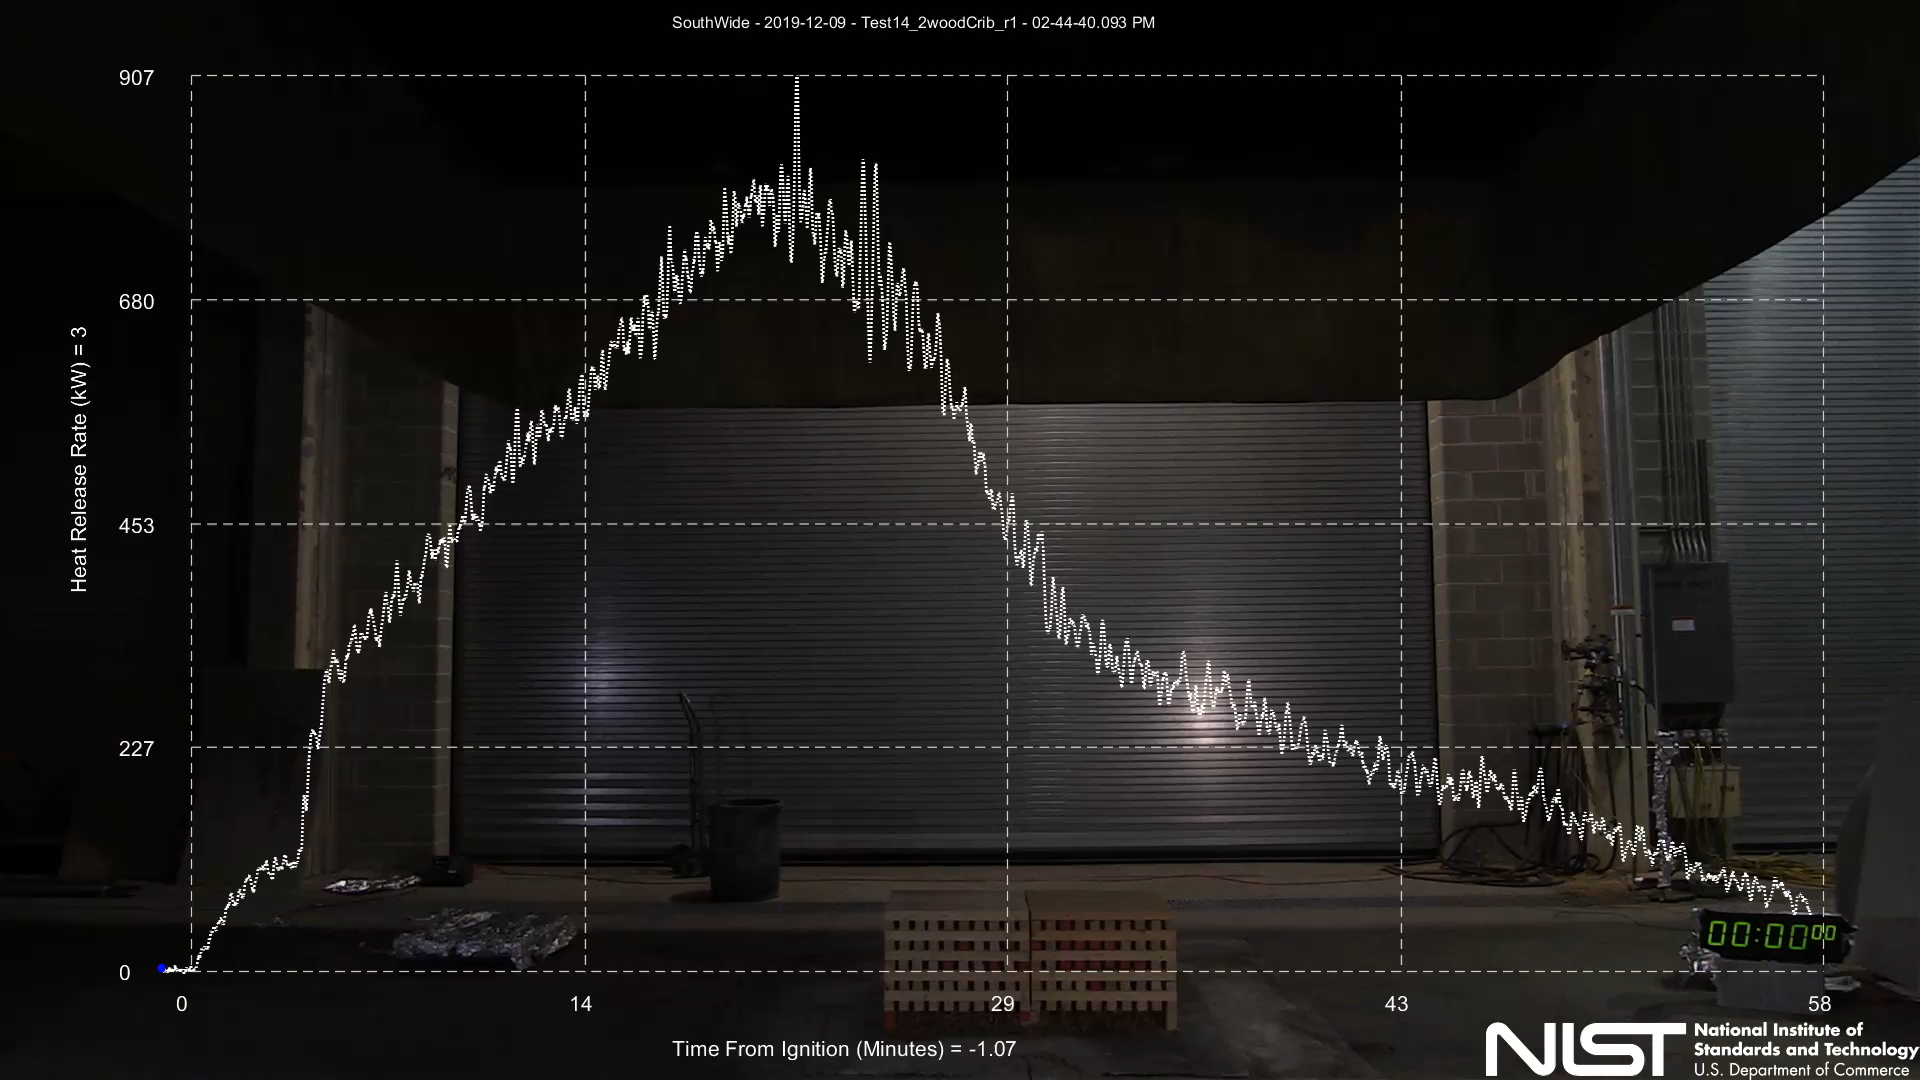 SouthWide - 2019-12-09 - Test14_2woodCrib_r1 - 02-44-40.093 PM
907
680
453
227
0
Heat Release Rate (kW) = 3
0
14
29
43
58
Time From Ignition (Minutes) = -1.07
00:00 00
NIST
National Institute of
Standards and Technology
U.S. Department of Commerce